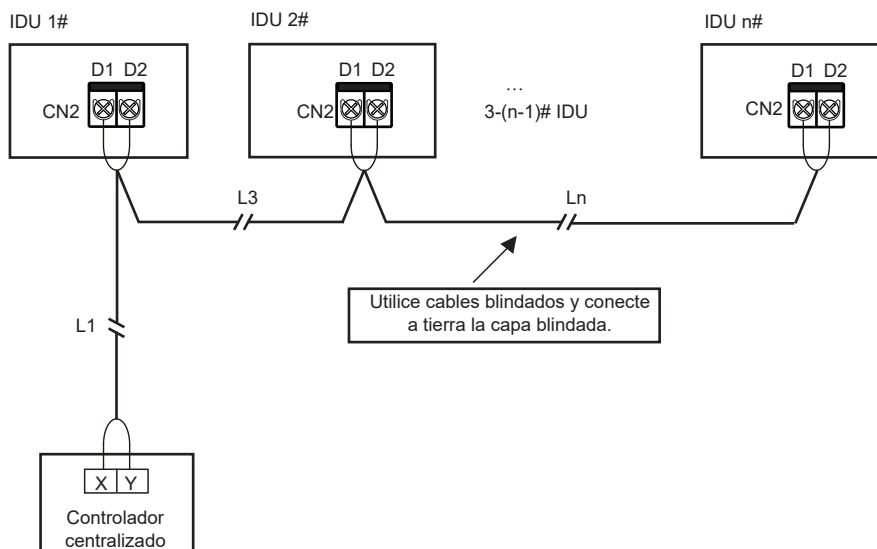 IDU 1#
IDU 2#
IDU n#
D1 D2
CN2
D1 D2
CN2
...
3-(n-1)# IDU
D1 D2
CN2
L3
Ln
Utilice cables blindados y conecte
a tierra la capa blindada.
L1
X Y
Controlador
centralizado